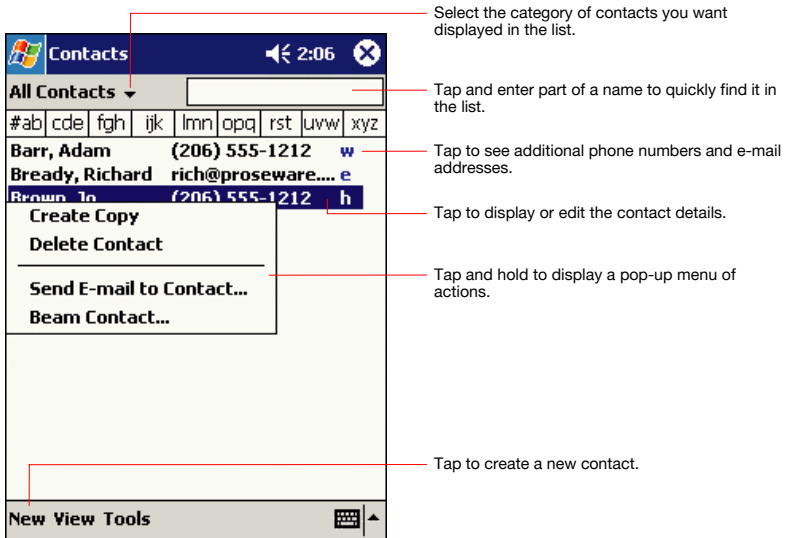 Contacts 2:06
All Contacts
#ab cde fgh ijk lmn opq rst uvw xyz
Barr, Adam (206) 555-1212 w
Bready, Richard rich@proseware.... e
Brown, Jo (206) 555-1212 h
Create Copy
Delete Contact
Send E-mail to Contact...
Beam Contact...
New View Tools
Select the category of contacts you want
displayed in the list.
Tap and enter part of a name to quickly find it in
the list.
Tap to see additional phone numbers and e-mail
addresses.
Tap to display or edit the contact details.
Tap and hold to display a pop-up menu of
actions.
Tap to create a new contact.